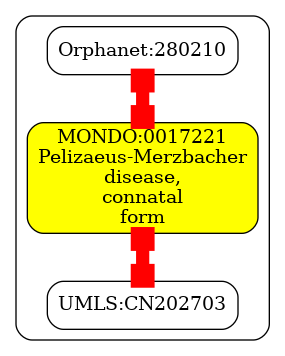 Orphanet:280210
MONDO:0017221
Pelizaeus-Merzbacher
disease,
connatal
form
UMLS:CN202703